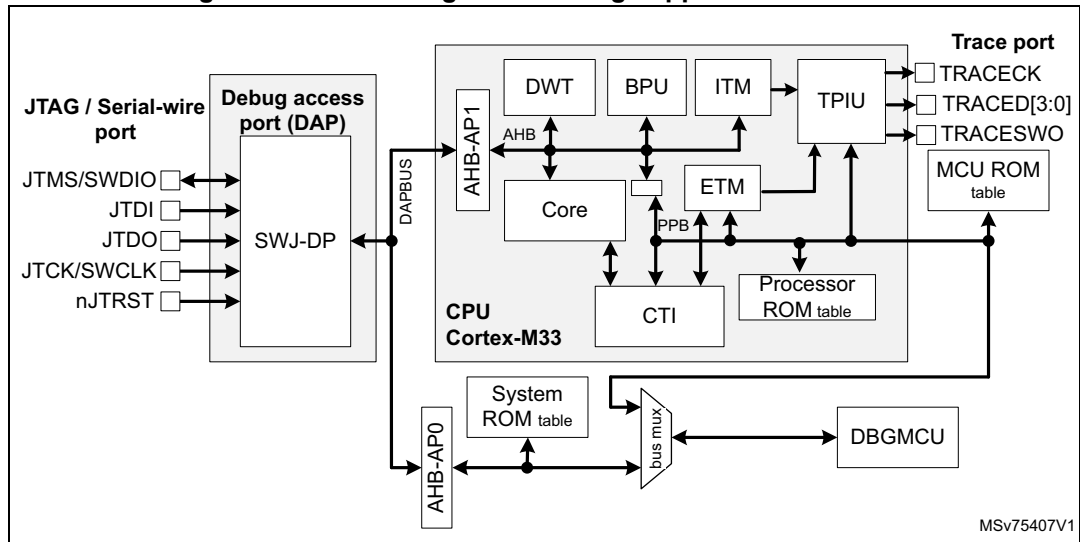 JTAG / Serial-wire
port
JTMS/SWDIO
JTDI
JTDO
JTCK/SWCLK
nJTRST
Debug access
port (DAP)
SWJ-DP
DAPBUS
AHB-AP1
AHB
DWT
BPU
ITM
TPIU
Core
ETM
PPB
CTI
Processor
ROM table
CPU
Cortex-M33
Trace port
TRACECK
TRACED[3:0]
TRACESWO
MCU ROM
table
AHB-AP0
System
ROM table
bus mux
DBGMCU
MSv75407V1